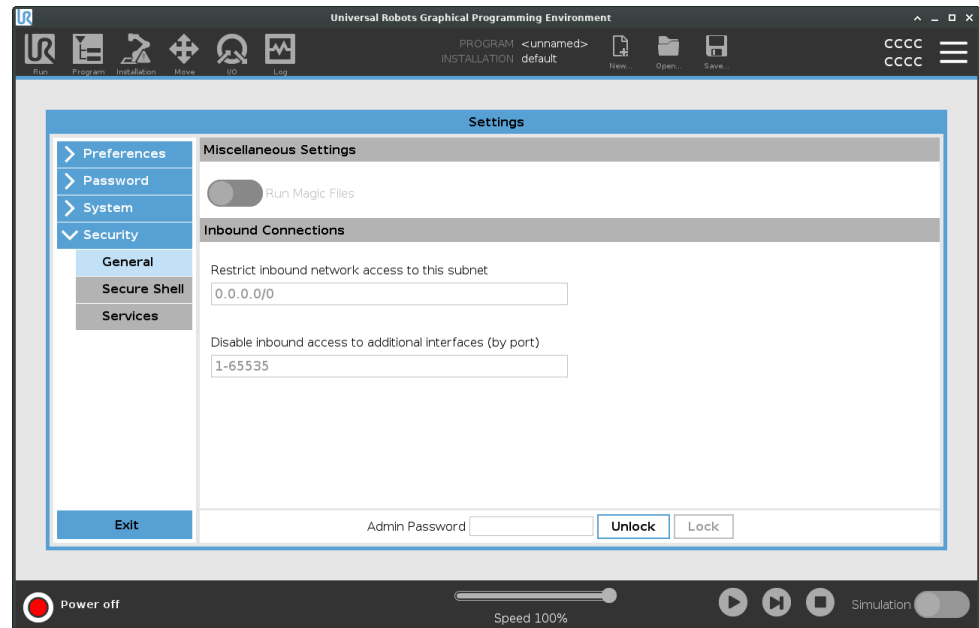 Universal Robots Graphical Programming Environment
UR
PROGRAM <unnamed>
INSTALLATION default
CCCC
CCCC
Run Program Installation Move I/O Log New... Open... Save...
Settings
Preferences
Password
System
Security
General
Secure Shell
Services
Exit
Miscellaneous Settings
Run Magic Files
Inbound Connections
Restrict inbound network access to this subnet
0.0.0.0/0
Disable inbound access to additional interfaces (by port)
1-65535
Admin Password Unlock Lock
Power off
Speed 100%
Simulation